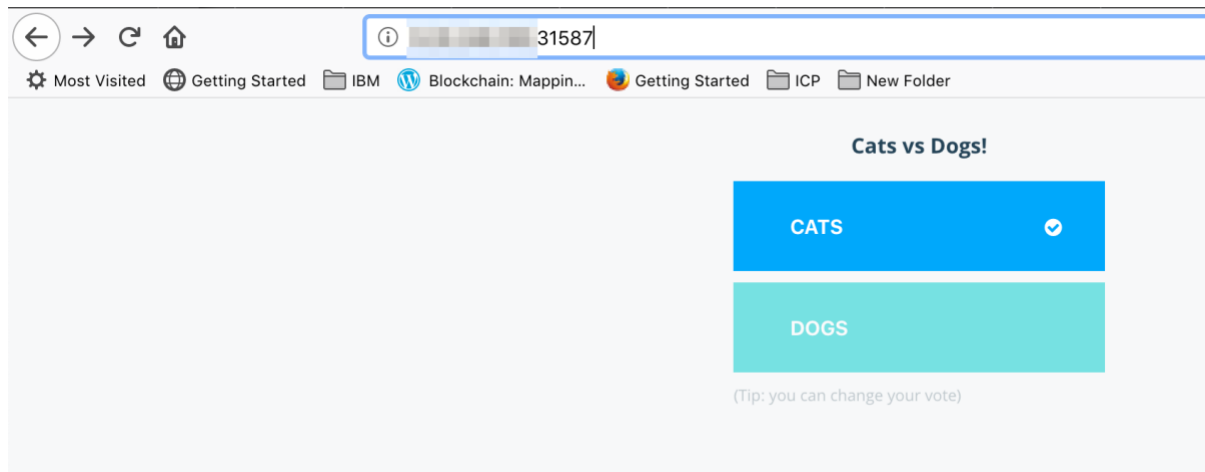 31587
Most Visited Getting Started IBM Blockchain: Mappin... Getting Started ICP New Folder
Cats vs Dogs!
CATS
DOGS
(Tip: you can change your vote)